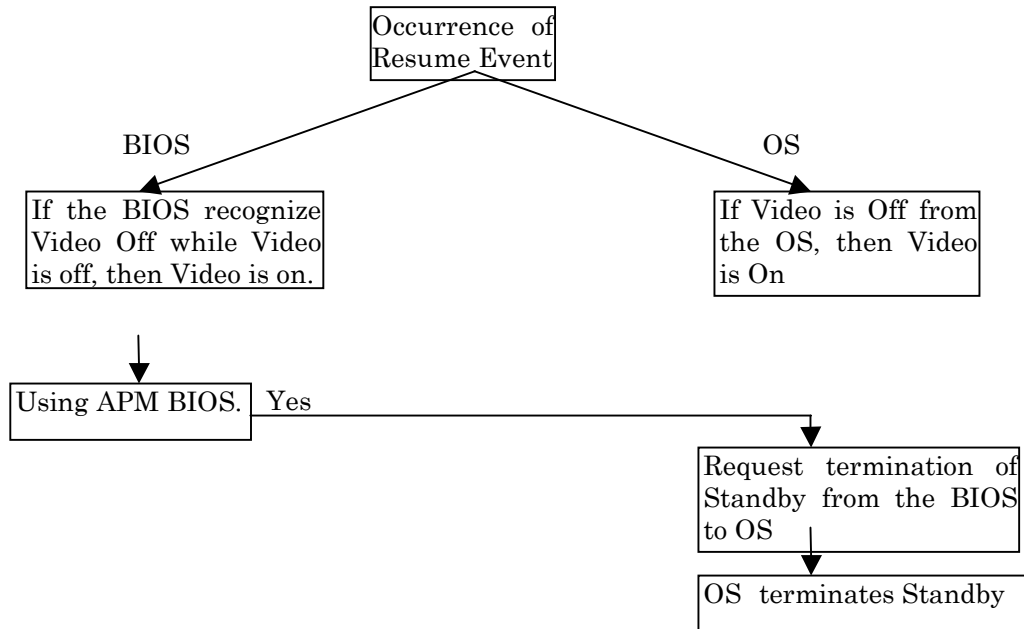 Occurrence of
Resume Event
BIOS
OS
If the BIOS recognize
Video Off while Video
is off, then Video is on.
If Video is Off from
the OS, then Video
is On
Using APM BIOS.
Yes
Request termination of
Standby from the BIOS
to OS
OS terminates Standby